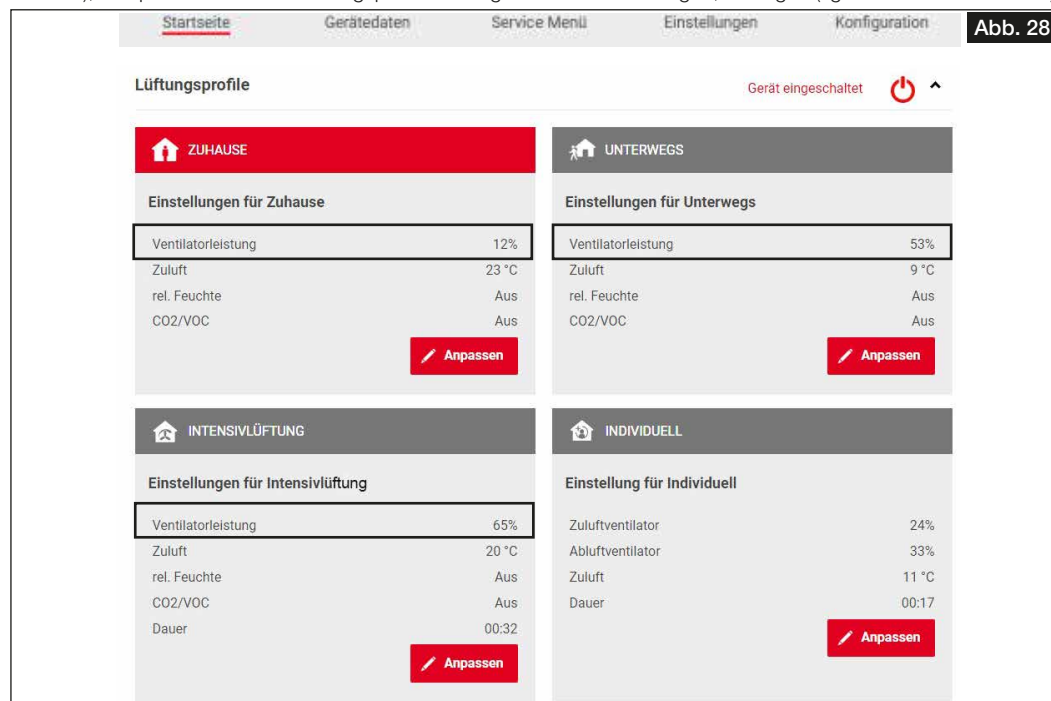 Startseite Gerätedaten Service Menü Einstellungen Konfiguration
Abb. 28
Lüftungsprofile
Gerät eingeschaltet
ZUHAUSE
Einstellungen für Zuhause
Ventilatorleistung 12%
Zuluft 23 °C
rel. Feuchte Aus
CO2/VOC Aus
Anpassen
UNTERWEGS
Einstellungen für Unterwegs
Ventilatorleistung 53%
Zuluft 9 °C
rel. Feuchte Aus
CO2/VOC Aus
Anpassen
INTENSIVLÜFTUNG
Einstellungen für Intensivlüftung
Ventilatorleistung 65%
Zuluft 20 °C
rel. Feuchte Aus
CO2/VOC Aus
Dauer 00:32
Anpassen
INDIVIDUELL
Einstellung für Individuell
Zuluftventilator 24%
Abluftventilator 33%
Zuluft 11 °C
Dauer 00:17
Anpassen